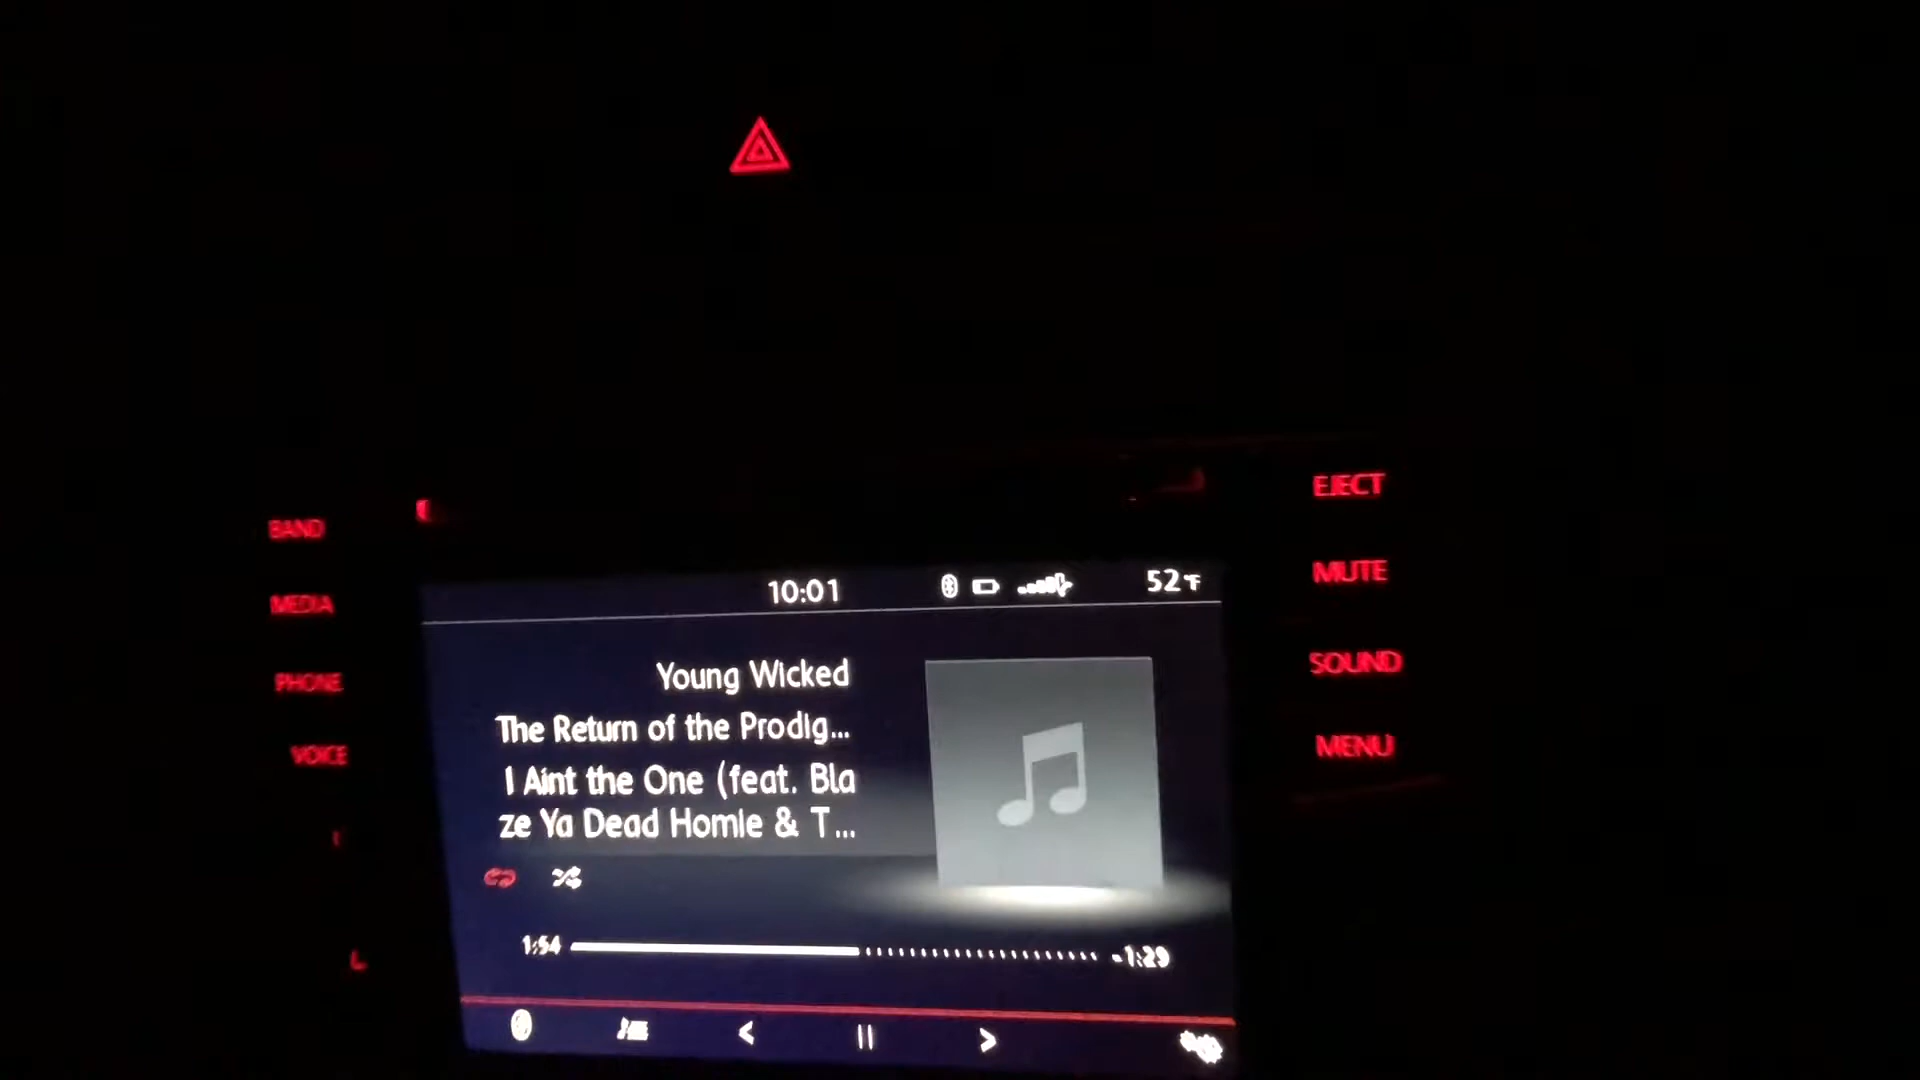 EJECT
BAND
MUTE
MEDIA
10:01
52°F
SOUND
PHONE
Young Wicked
The Return of the Prodig...
MENU
VOICE
I Aint the One (feat. Bla
ze Ya Dead Homie & T...
1:54
-1:29